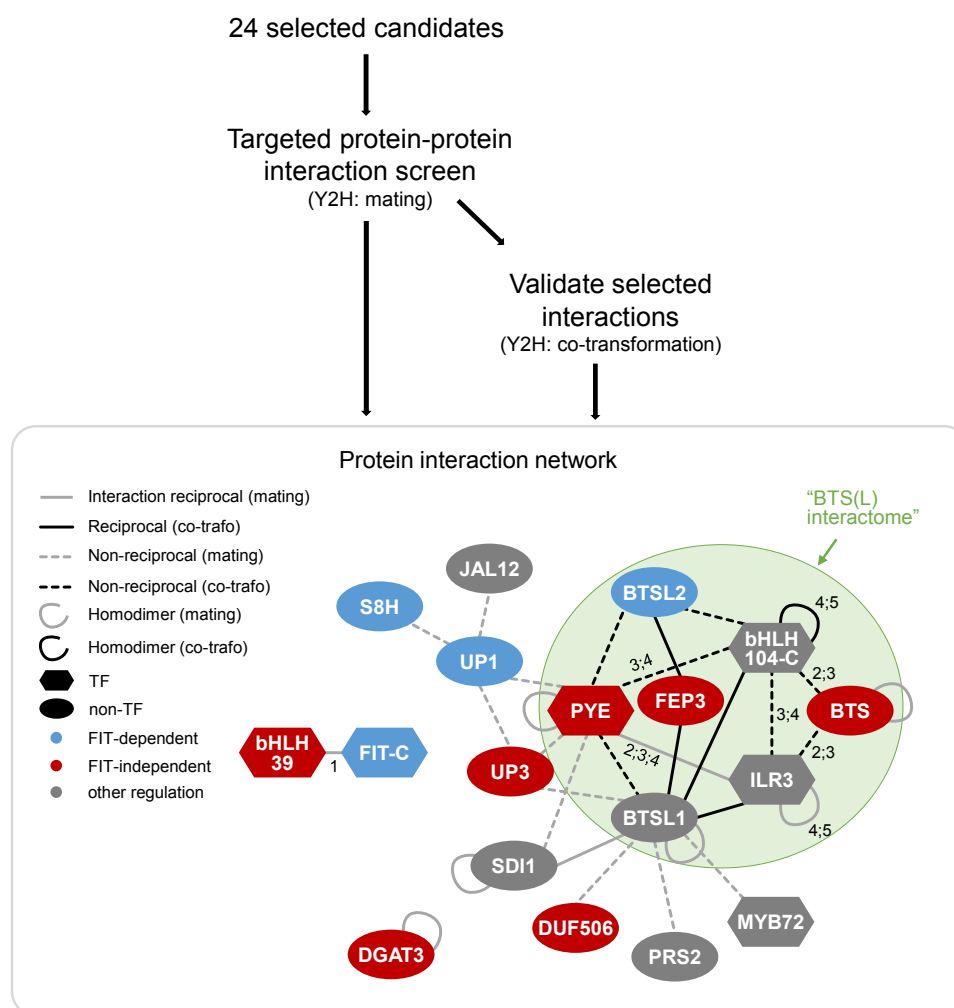 24 selected candidates
Targeted protein-protein
interaction screen
(Y2H: mating)
Validate selected
interactions
(Y2H: co-transformation)
Protein interaction network
Interaction reciprocal (mating)
Reciprocal (co-trafo)
Non-reciprocal (mating)
Non-reciprocal (co-trafo)
Homodimer (mating)
Homodimer (co-trafo)
TF
non-TF
FIT-dependent
FIT-independent
other regulation
“BTS(L)
interactome”
JAL12
S8H
BTSL2
4;5
bHLH
104-C
UP1
3;4
2;3
PYE
FEP3
3;4
BTS
bHLH
39
1
FIT-C
2;3;4
2;3
UP3
ILR3
BTSL1
4;5
SDI1
DUF506
MYB72
DGAT3
PRS2